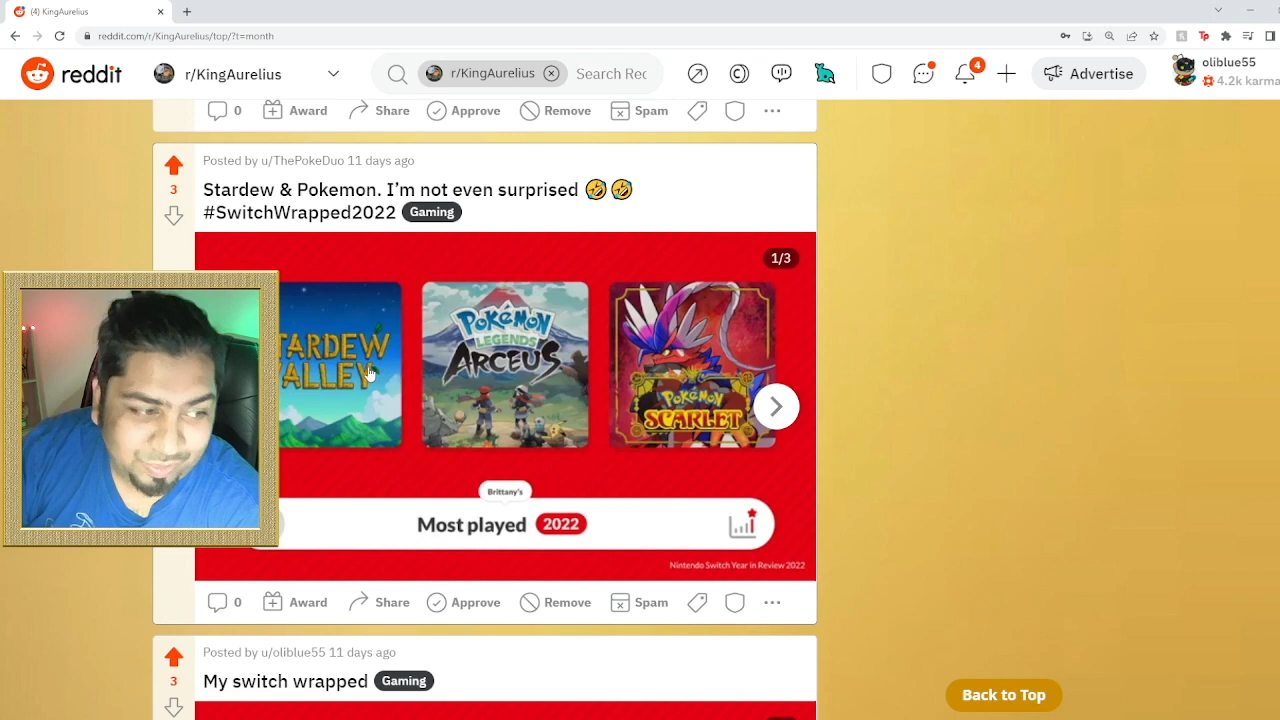 (4) KingAurelius
reddit.com/r/KingAurelius/top/?t=month
reddit
r/KingAurelius
r/KingAurelius
Search Rec
4
Advertise
oliblue55
4.2k karma
0 Award Share Approve Remove Spam
3
Posted by u/ThePokeDuo 11 days ago
Stardew & Pokemon. I’m not even surprised 🤣🤣
#SwitchWrapped2022 Gaming
1/3
TARDEW
VALLEY
POKÉMON
LEGENDS
ARCEUS
POKÉMON
SCARLET
Brittany's
Most played 2022
Nintendo Switch Year in Review 2022
0 Award Share Approve Remove Spam
3
Posted by u/oliblue55 11 days ago
My switch wrapped Gaming
Back to Top